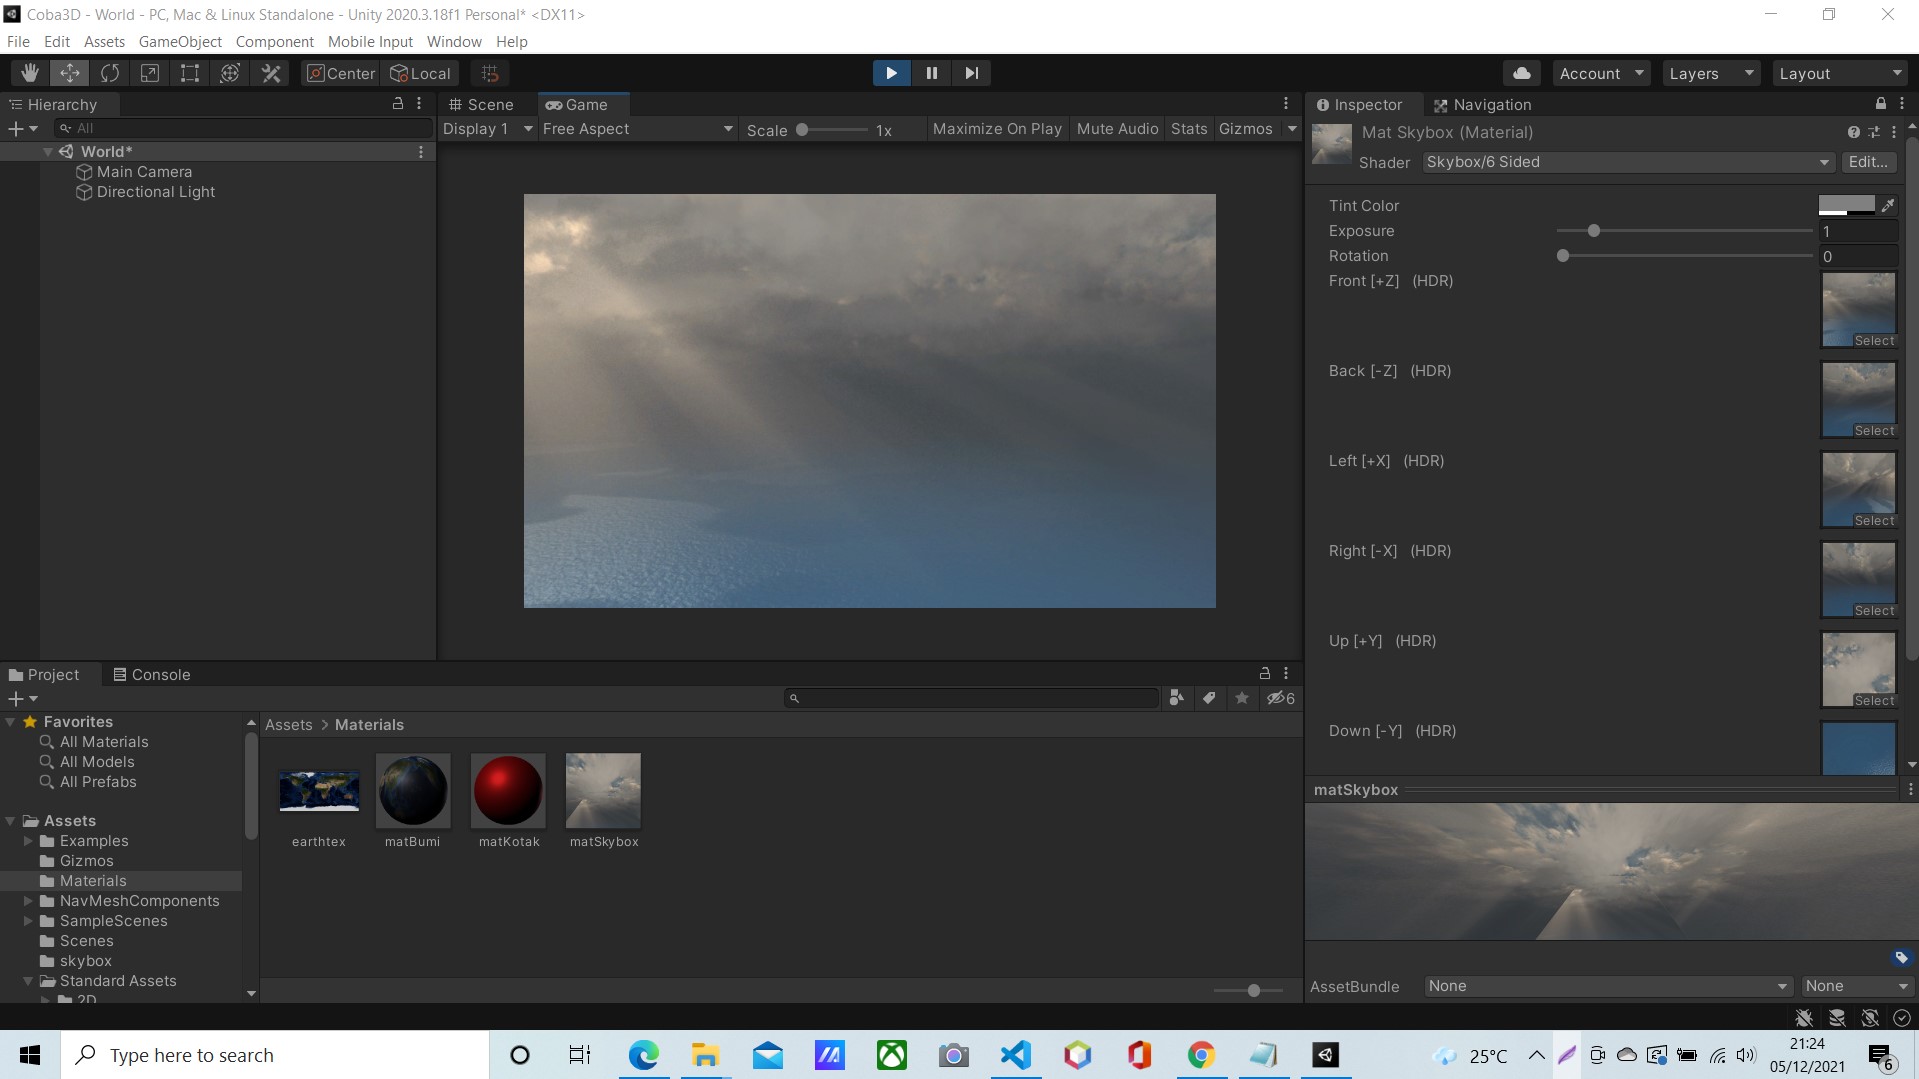 Coba3D - World - PC, Mac & Linux Standalone - Unity 2020.3.18f1 Personal* <DX11>
File Edit Assets GameObject Component Mobile Input Window Help
Center Local Account Layers Layout
Hierarchy
All
World*
Main Camera
Directional Light
Scene Game
Display 1 Free Aspect Scale 1x Maximize On Play Mute Audio Stats Gizmos
Inspector Navigation
Mat Skybox (Material)
Shader Skybox/6 Sided Edit...
Tint Color
Exposure 1
Rotation 0
Front [+Z] (HDR)
Select
Back [-Z] (HDR)
Select
Left [+X] (HDR)
Select
Right [-X] (HDR)
Select
Up [+Y] (HDR)
Select
Down [-Y] (HDR)
matSkybox
AssetBundle None None
Project Console
6
Favorites
All Materials
All Models
All Prefabs
Assets
Examples
Gizmos
Materials
NavMeshComponents
SampleScenes
Scenes
skybox
Standard Assets
2D
Assets > Materials
earthtex matBumi matKotak matSkybox
Type here to search
25°C
21:24
05/12/2021
6